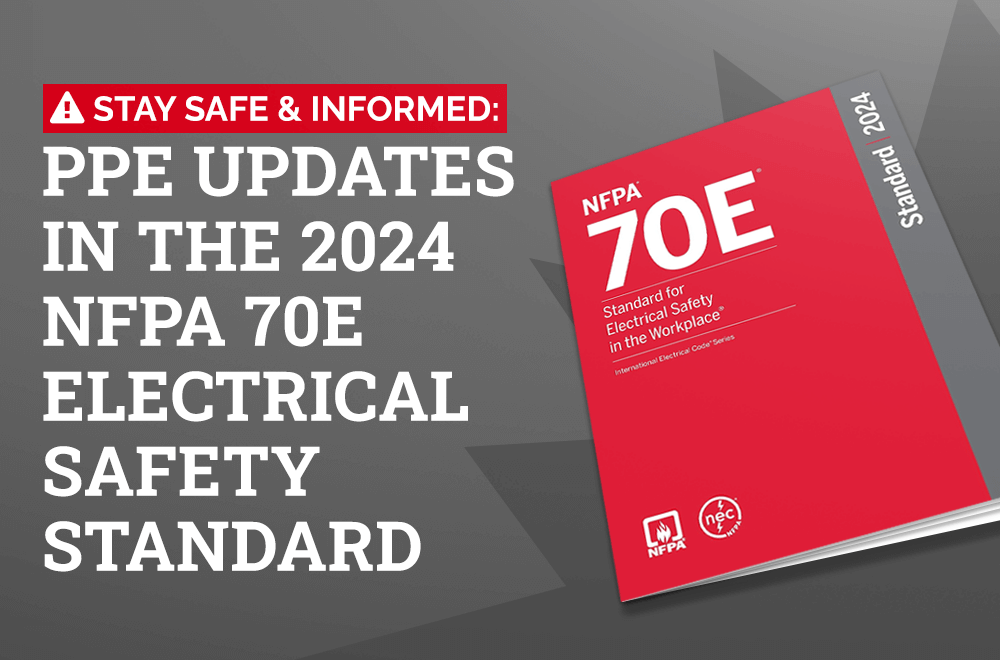 STAY SAFE & INFORMED:
PPE UPDATES
IN THE 2024
NFPA 70E
ELECTRICAL
SAFETY
STANDARD
NFPA®
70E®
Standard for
Electrical Safety
in the Workplace®
International Electrical Code® Series
Standard | 2024
NFPA®
nec®
NFPA